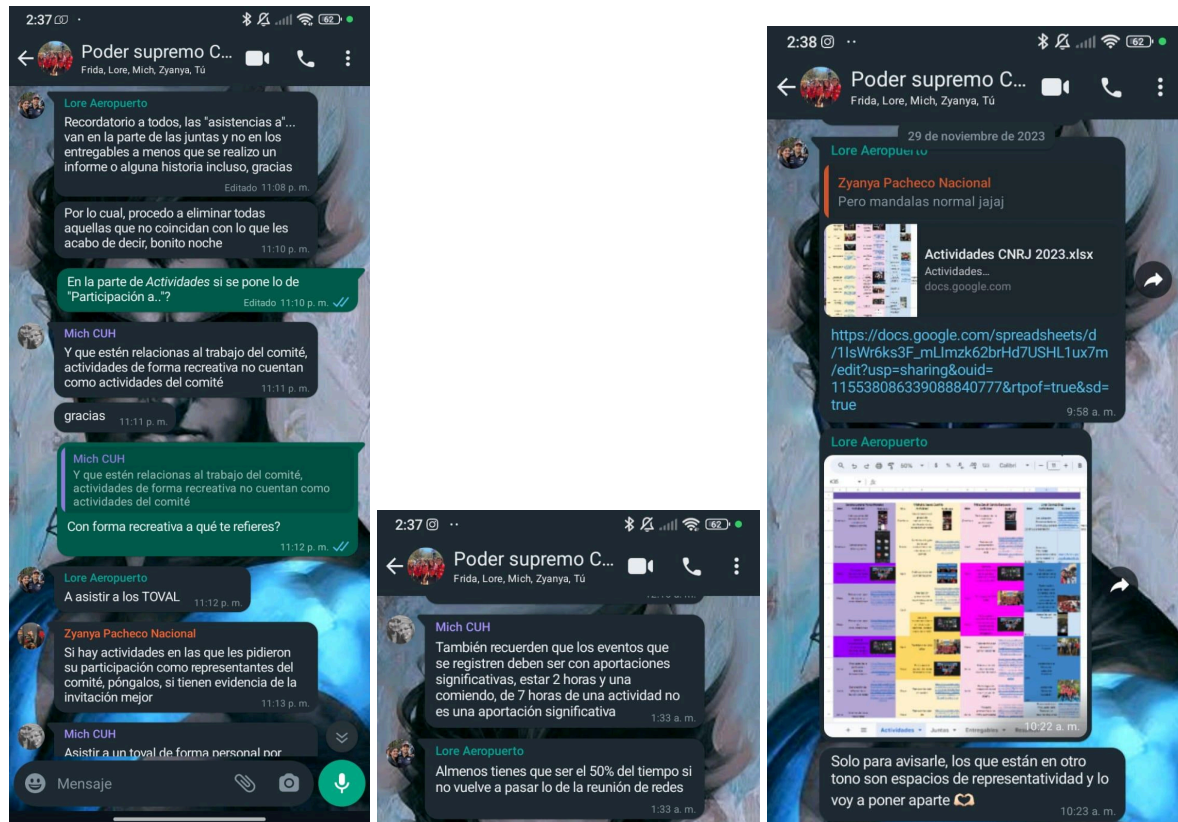 2:37
62
Poder supremo C...
Frida, Lore, Mich, Zyanya, Tú
Lore Aeropuerto
Recordatorio a todos, las "asistencias a"...
van en la parte de las juntas y no en los
entregables a menos que se realizo un
informe o alguna historia incluso, gracias
Editado 11:08 p. m.
Por lo cual, procedo a eliminar todas
aquellas que no coincidan con lo que les
acabo de decir, bonito noche
11:10 p. m.
En la parte de Actividades si se pone lo de
"Participación a.."?
Editado 11:10 p. m.
Mich CUH
Y que estén relacionas al trabajo del comité,
actividades de forma recreativa no cuentan
como actividades del comité
11:11 p. m.
gracias
11:11 p. m.
Mich CUH
Y que estén relacionas al trabajo del comité,
actividades de forma recreativa no cuentan como
actividades del comité
Con forma recreativa a qué te refieres?
11:12 p. m.
Lore Aeropuerto
A asistir a los TOVAL
11:12 p. m.
Zyanya Pacheco Nacional
Si hay actividades en las que les pidieron
su participación como representantes del
comité, póngalos, si tienen evidencia de la
invitación mejor
11:13 p. m.
Mich CUH
Asistir a un toval de forma personal por
Mensaje
2:37
62
Poder supremo C...
Frida, Lore, Mich, Zyanya, Tú
Mich CUH
También recuerden que los eventos que
se registren deben ser con aportaciones
significativas, estar 2 horas y una
comiendo, de 7 horas de una actividad no
es una aportación significativa
1:33 a. m.
Lore Aeropuerto
Almenos tienes que ser el 50% del tiempo si
no vuelve a pasar lo de la reunión de redes
1:33 a. m.
2:38
62
Poder supremo C...
Frida, Lore, Mich, Zyanya, Tú
29 de noviembre de 2023
Lore Aeropuerto
Zyanya Pacheco Nacional
Pero mandalas normal jajaj
Actividades CNRJ 2023.xlsx
Actividades...
docs.google.com
https://docs.google.com/spreadsheets/d
/1IsWr6ks3F_mLlmzk62brHd7USHL1ux7m
/edit?usp=sharing&ouid=
115538086339088840777&rtpof=true&sd=
true
9:58 a. m.
Lore Aeropuerto
Actividades
Juntas
Entregables
10:22 a. m.
Solo para avisarle, los que están en otro
tono son espacios de representatividad y lo
voy a poner aparte
10:23 a. m.